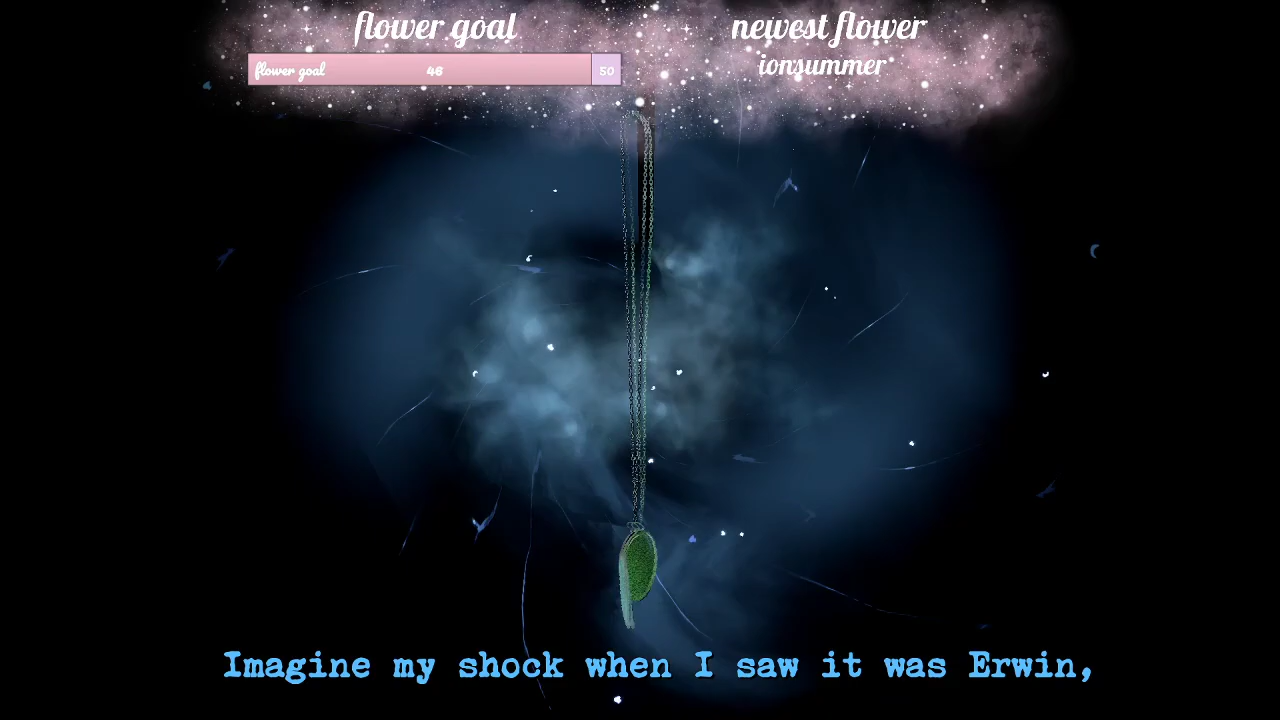 flower goal
newest flower
flower goal 46 50
ionsummer
Imagine my shock when I saw it was Erwin,